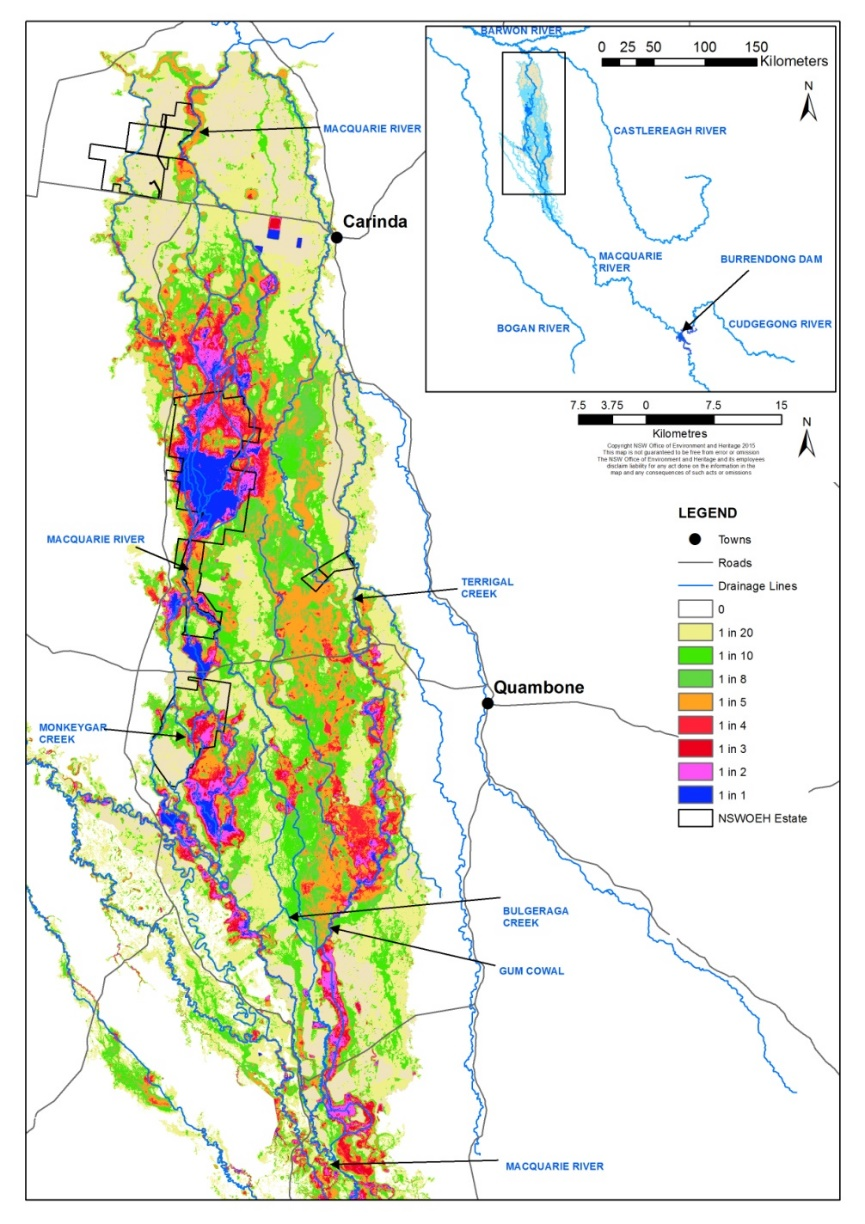 BARWON RIVER
0 25 50 100 150
Kilometers
N
MACQUARIE RIVER
CASTLEREAGH RIVER
Carinda
MACQUARIE
RIVER
BURRENDONG DAM
BOGAN RIVER
CUDGEGONG RIVER
7.5 3.75 0 7.5 15
Kilometres
N
Copyright NSW Office of Environment and Heritage 2015
This map is not guaranteed to be free from error or omission
The NSW Office of Environment and Heritage and its employees
disclaim liability for any act done on the information in the
map and any consequences of such acts or omissions
LEGEND
Towns
Roads
Drainage Lines
0
1 in 20
1 in 10
1 in 8
1 in 5
1 in 4
1 in 3
1 in 2
1 in 1
NSWOEH Estate
MACQUARIE RIVER
TERRIGAL
CREEK
Quambone
MONKEYGAR
CREEK
BULGERAGA
CREEK
GUM COWAL
MACQUARIE RIVER